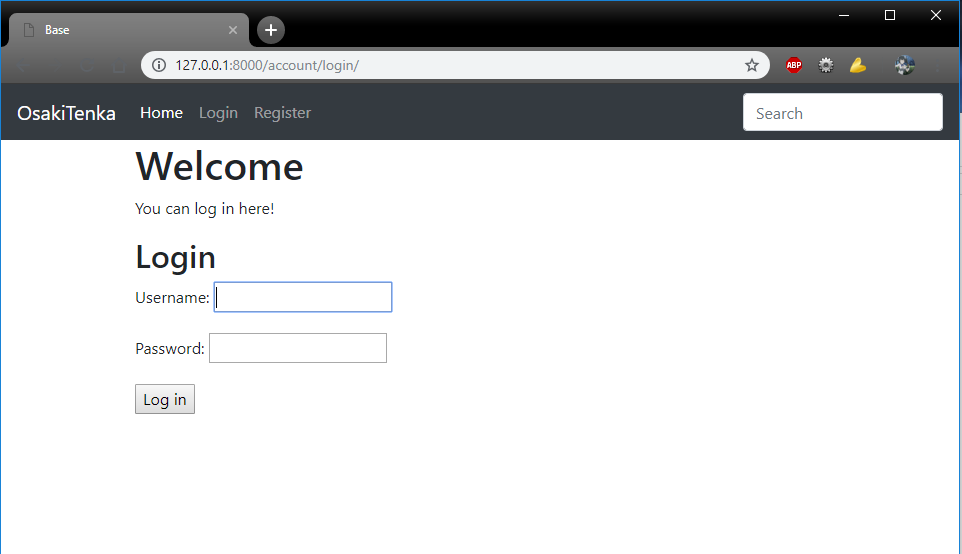 Base
127.0.0.1:8000/account/login/
ABP
OsakiTenka Home Login Register Search
Welcome
You can log in here!
Login
Username:
Password:
Log in